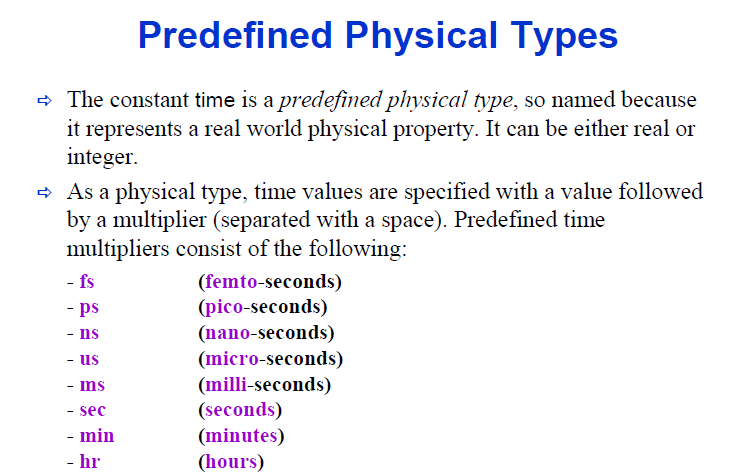 Predefined Physical Types
⇨ The constant time is a predefined physical type, so named because
it represents a real world physical property. It can be either real or
integer.
⇨ As a physical type, time values are specified with a value followed
by a multiplier (separated with a space). Predefined time
multipliers consist of the following:
- fs (femto-seconds)
- ps (pico-seconds)
- ns (nano-seconds)
- us (micro-seconds)
- ms (milli-seconds)
- sec (seconds)
- min (minutes)
- hr (hours)